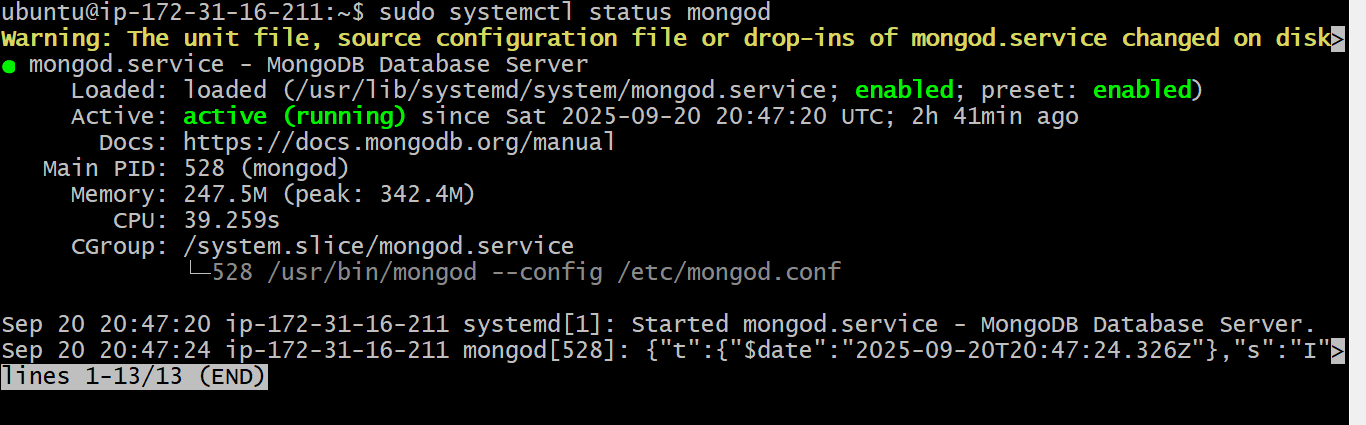 ubuntu@ip-172-31-16-211:~$ sudo systemctl status mongod
Warning: The unit file, source configuration file or drop-ins of mongod.service changed on disk>
● mongod.service - MongoDB Database Server
     Loaded: loaded (/usr/lib/systemd/system/mongod.service; enabled; preset: enabled)
     Active: active (running) since Sat 2025-09-20 20:47:20 UTC; 2h 41min ago
       Docs: https://docs.mongodb.org/manual
   Main PID: 528 (mongod)
     Memory: 247.5M (peak: 342.4M)
        CPU: 39.259s
     CGroup: /system.slice/mongod.service
             └─528 /usr/bin/mongod --config /etc/mongod.conf

Sep 20 20:47:20 ip-172-31-16-211 systemd[1]: Started mongod.service - MongoDB Database Server.
Sep 20 20:47:24 ip-172-31-16-211 mongod[528]: {"t":{"$date":"2025-09-20T20:47:24.326Z"},"s":"I">
lines 1-13/13 (END)